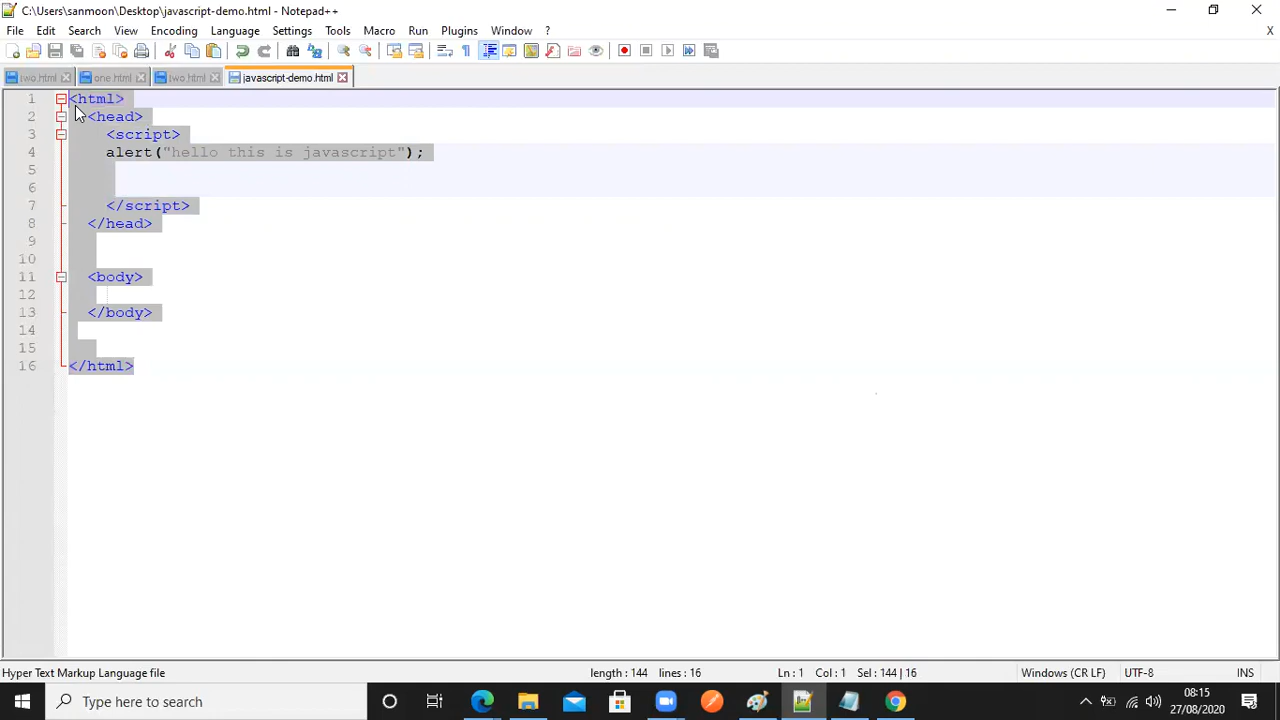 C:\Users\sanmoon\Desktop\javascript-demo.html - Notepad++
File Edit Search View Encoding Language Settings Tools Macro Run Plugins Window ? X
two.html one.html two.html javascript-demo.html
1 <html>
2 <head>
3 <script>
4 alert("hello this is javascript");
5
6
7 </script>
8 </head>
9
10
11 <body>
12
13 </body>
14
15
16 </html>
Hyper Text Markup Language file length : 144 lines : 16 Ln : 1 Col : 1 Sel : 144 | 16 Windows (CR LF) UTF-8 INS
Type here to search
08:15
27/08/2020